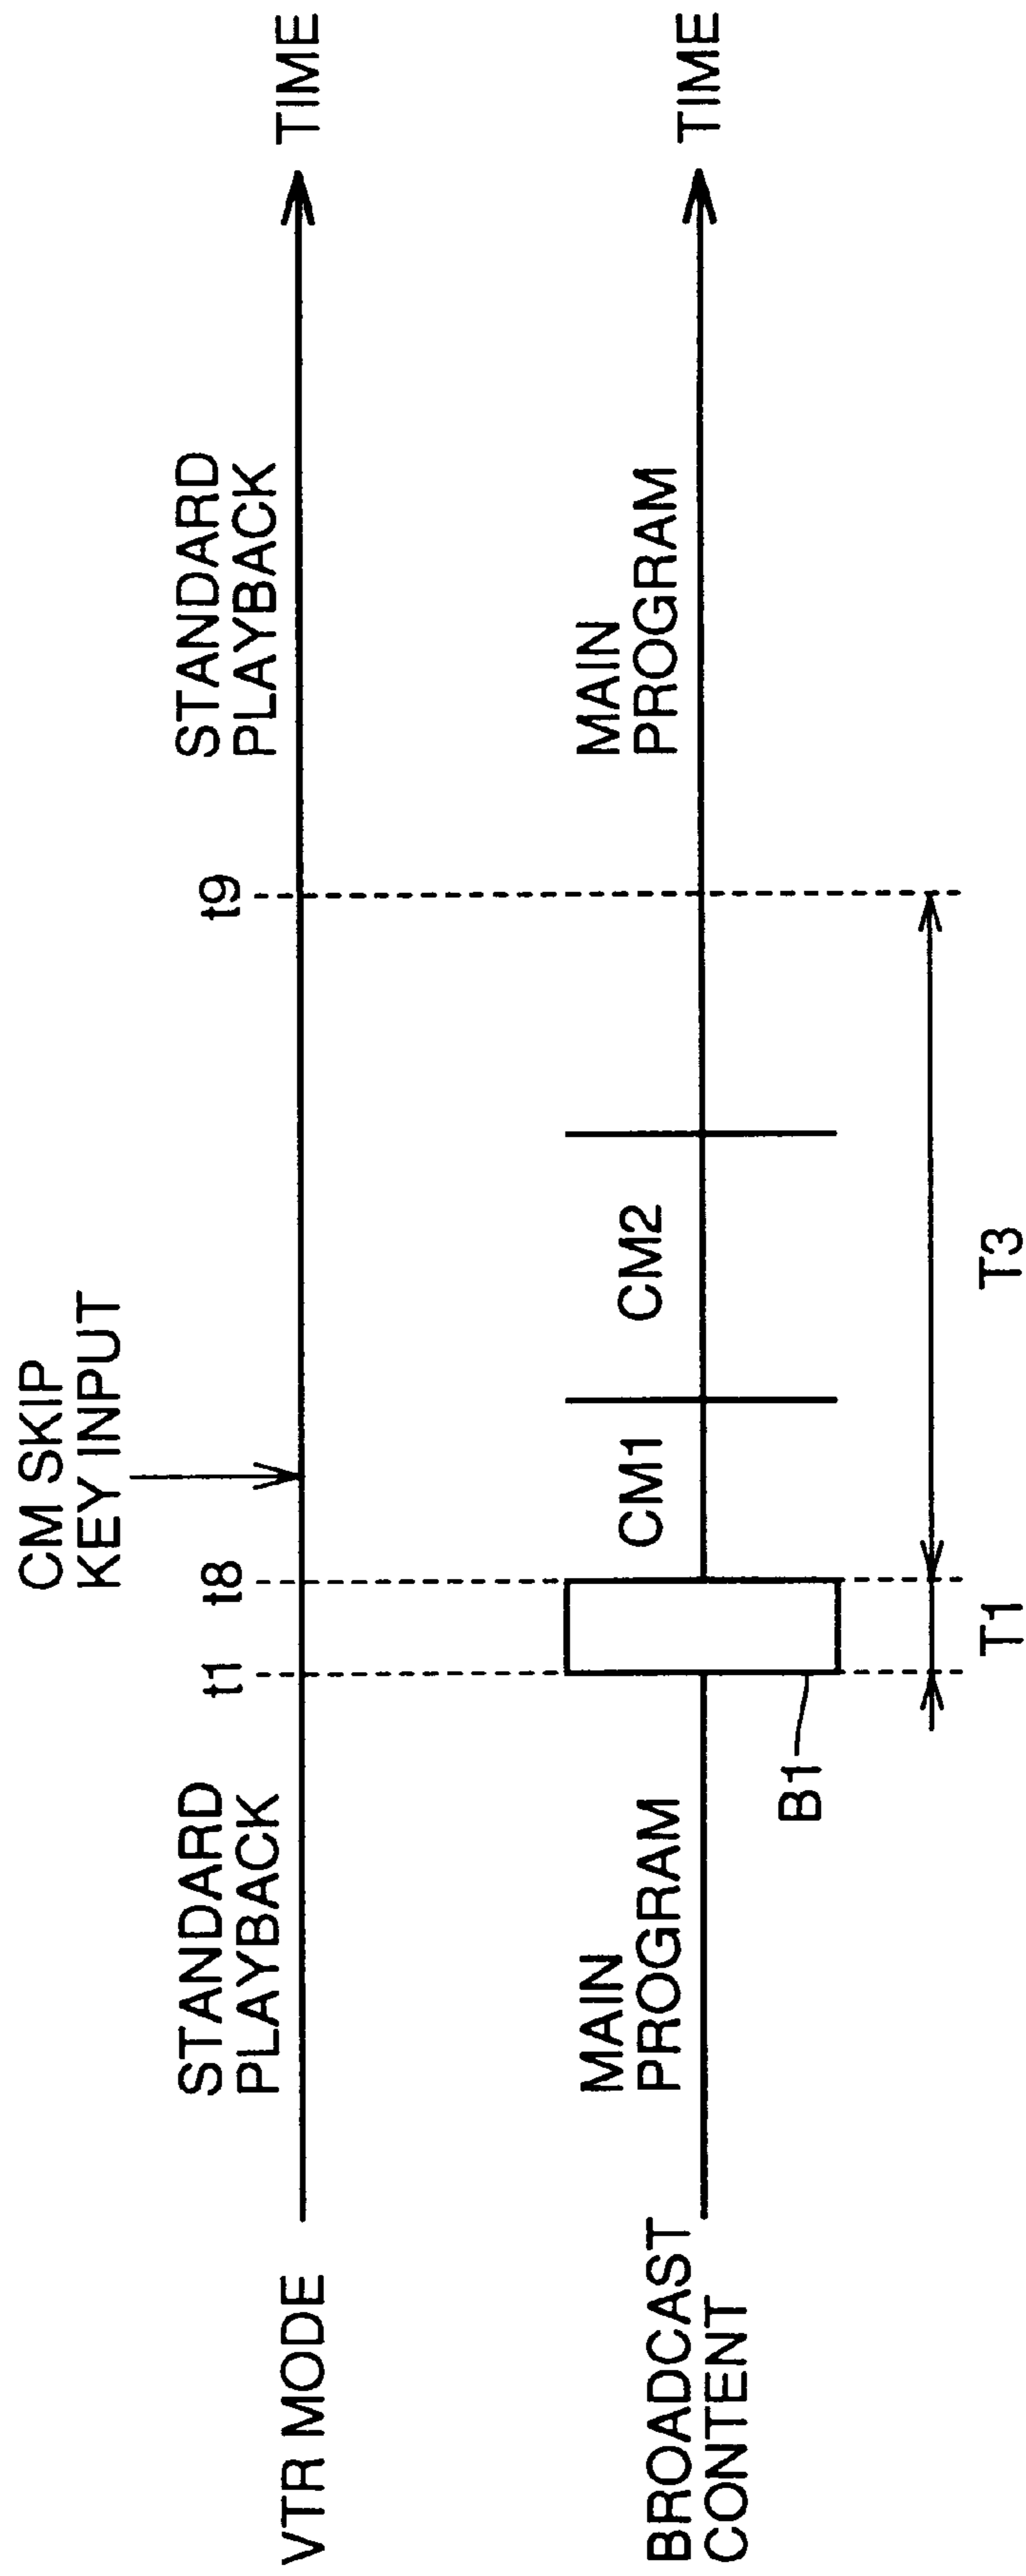 CM SKIP
KEY INPUT
t1
t8
t9
STANDARD
PLAYBACK
STANDARD
PLAYBACK
VTR MODE
TIME
MAIN
PROGRAM
CM1
CM2
MAIN
PROGRAM
BROADCAST
CONTENT
TIME
B1
T1
T3